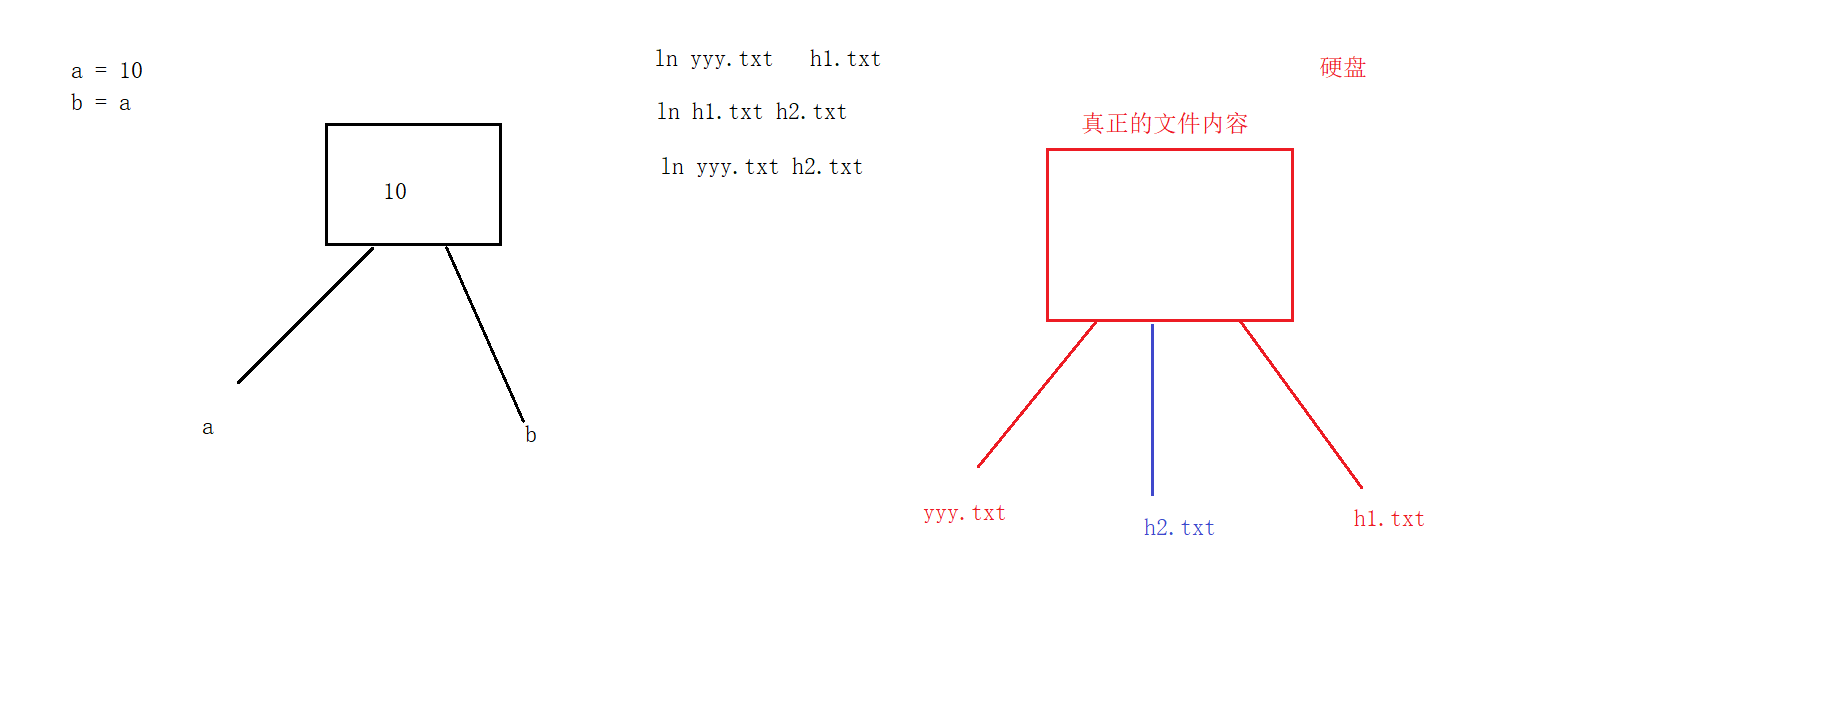 a = 10
b = a
10
a
b
ln yyy.txt   h1.txt
ln h1.txt h2.txt
ln yyy.txt h2.txt
硬盘
真正的文件内容
yyy.txt
h2.txt
h1.txt